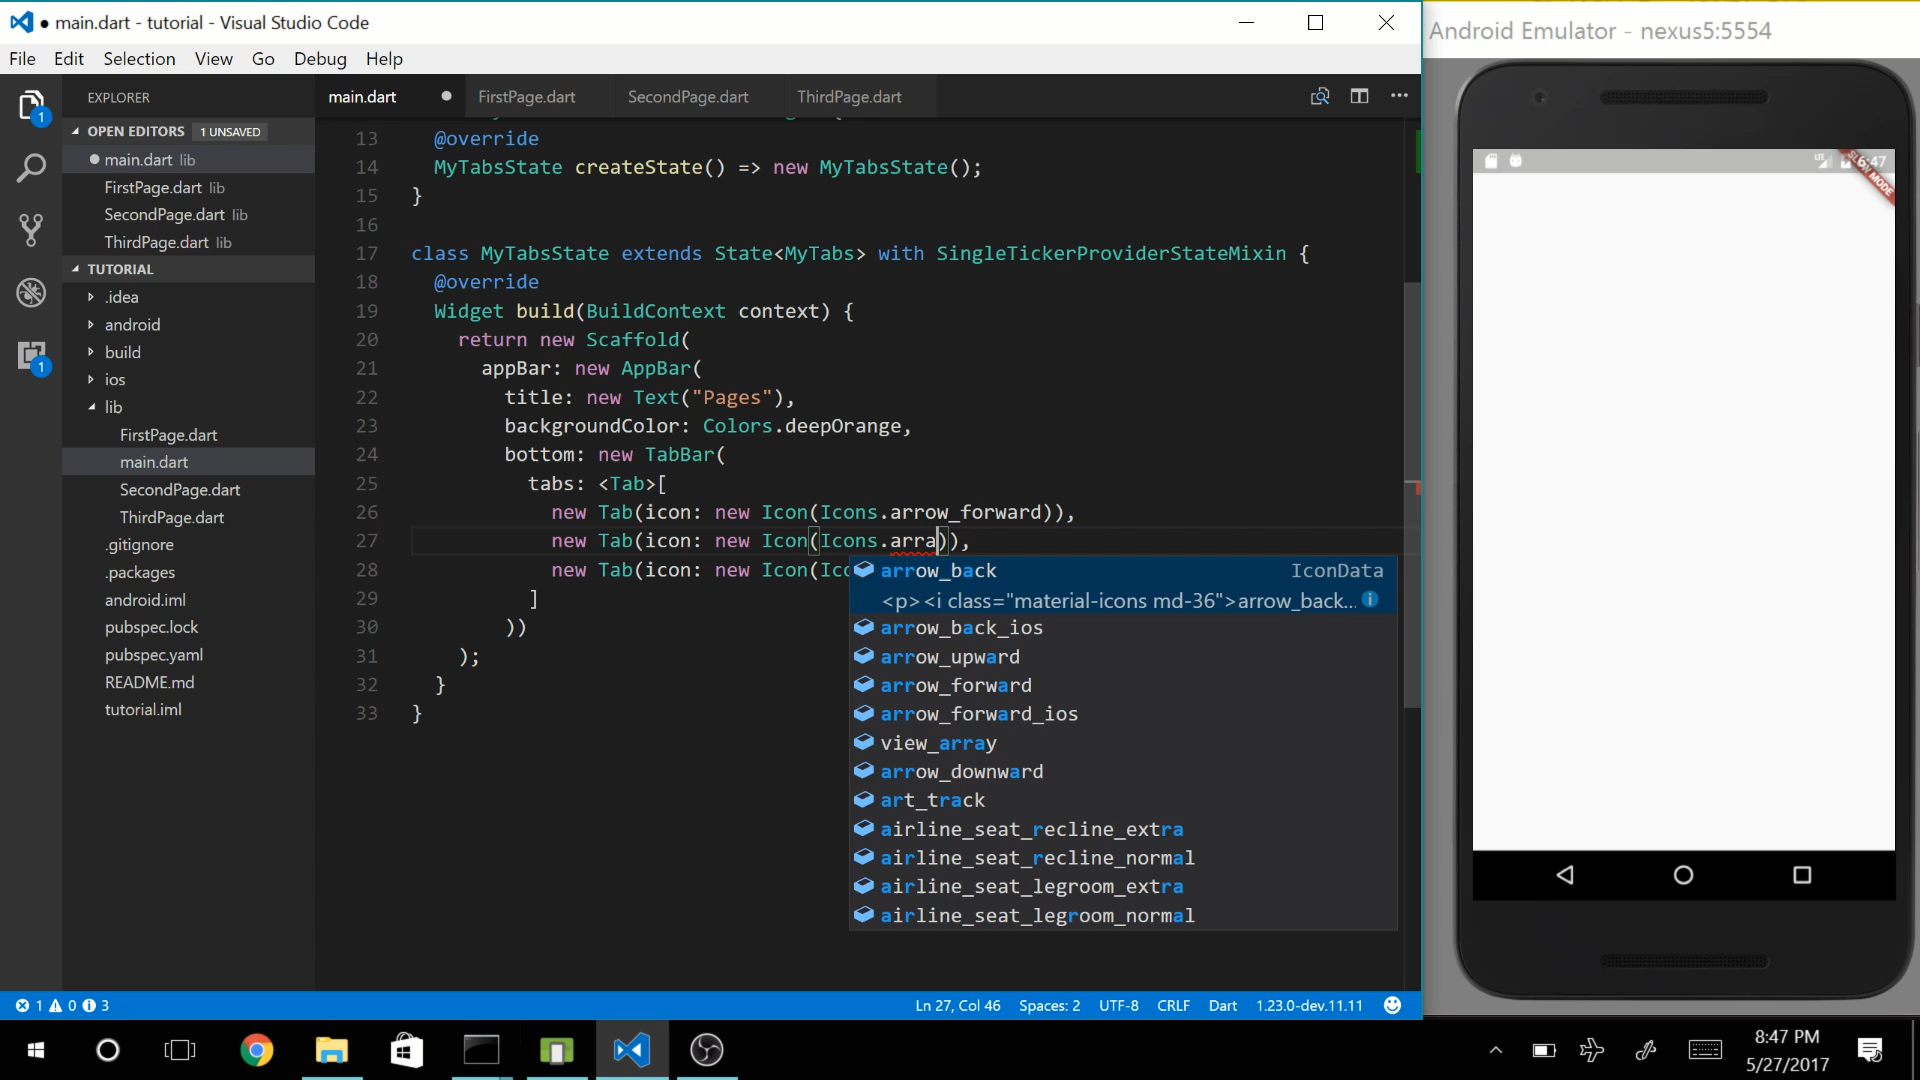 ● main.dart - tutorial - Visual Studio Code
File Edit Selection View Go Debug Help
EXPLORER
OPEN EDITORS 1 UNSAVED
main.dart lib
FirstPage.dart lib
SecondPage.dart lib
ThirdPage.dart lib
TUTORIAL
.idea
android
build
ios
lib
FirstPage.dart
main.dart
SecondPage.dart
ThirdPage.dart
.gitignore
.packages
android.iml
pubspec.lock
pubspec.yaml
README.md
tutorial.iml
1
1
main.dart FirstPage.dart SecondPage.dart ThirdPage.dart
13 @override
14 MyTabsState createState() => new MyTabsState();
15 }
16
17 class MyTabsState extends State<MyTabs> with SingleTickerProviderStateMixin {
18 @override
19 Widget build(BuildContext context) {
20 return new Scaffold(
21 appBar: new AppBar(
22 title: new Text("Pages"),
23 backgroundColor: Colors.deepOrange,
24 bottom: new TabBar(
25 tabs: <Tab>[
26 new Tab(icon: new Icon(Icons.arrow_forward)),
27 new Tab(icon: new Icon(Icons.arra)),
28 new Tab(icon: new Icon(Ico
29 ]
30 ))
31 );
32 }
33 }
arrow_back IconData
<p><i class="material-icons md-36">arrow_back...
arrow_back_ios
arrow_upward
arrow_forward
arrow_forward_ios
view_array
arrow_downward
art_track
airline_seat_recline_extra
airline_seat_recline_normal
airline_seat_legroom_extra
airline_seat_legroom_normal
1 0 3
Ln 27, Col 46 Spaces: 2 UTF-8 CRLF Dart 1.23.0-dev.11.11
Android Emulator - nexus5:5554
LTE 6:47
SLOW MODE
8:47 PM
5/27/2017